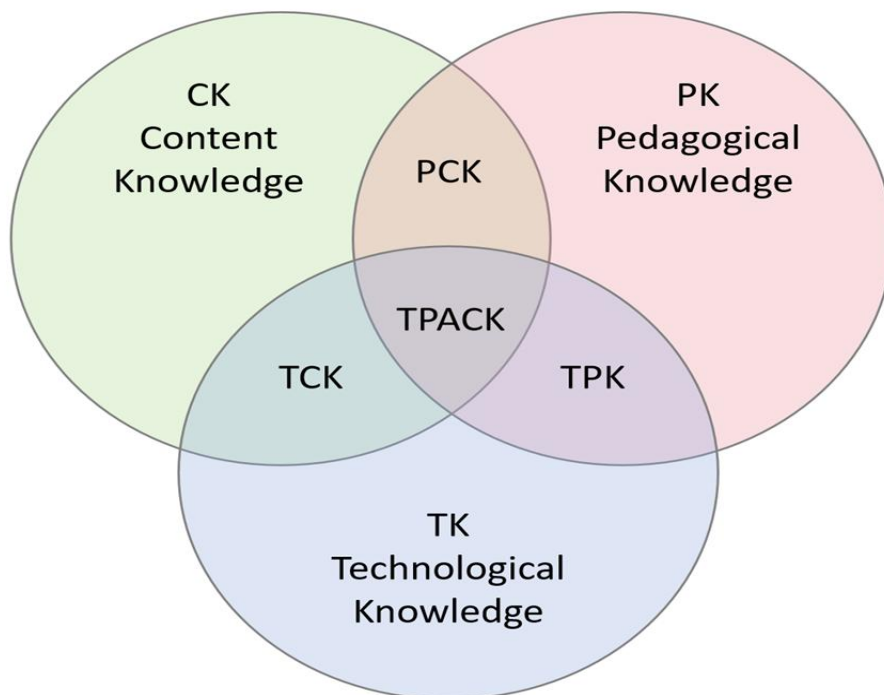 CK
Content
Knowledge
PK
Pedagogical
Knowledge
PCK
TPACK
TCK
TPK
TK
Technological
Knowledge